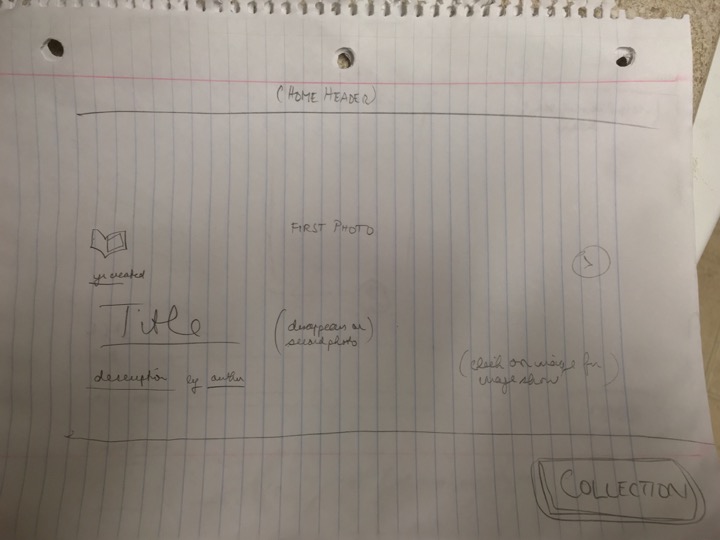 (HOME HEADER)
FIRST PHOTO
yr created
Title
(disappears on
second photo)
(click on image for
image show)
description by author
COLLECTION